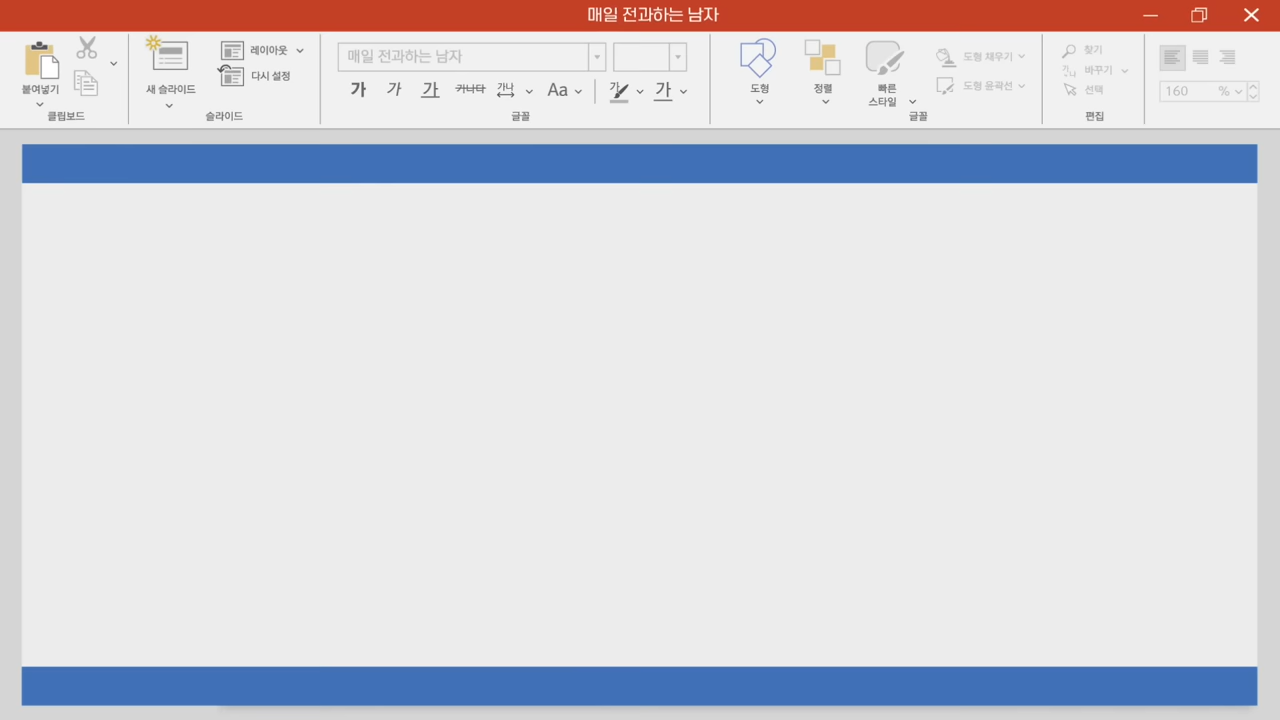 매일 전과하는 남자
붙여넣기
클립보드
새 슬라이드
레이아웃
다시 설정
슬라이드
매일 전과하는 남자
가 가 가 가나다 가나 Aa 가 가
글꼴
도형
정렬
빠른
스타일
도형 채우기
도형 윤곽선
글꼴
찾기
바꾸기
선택
편집
160 %